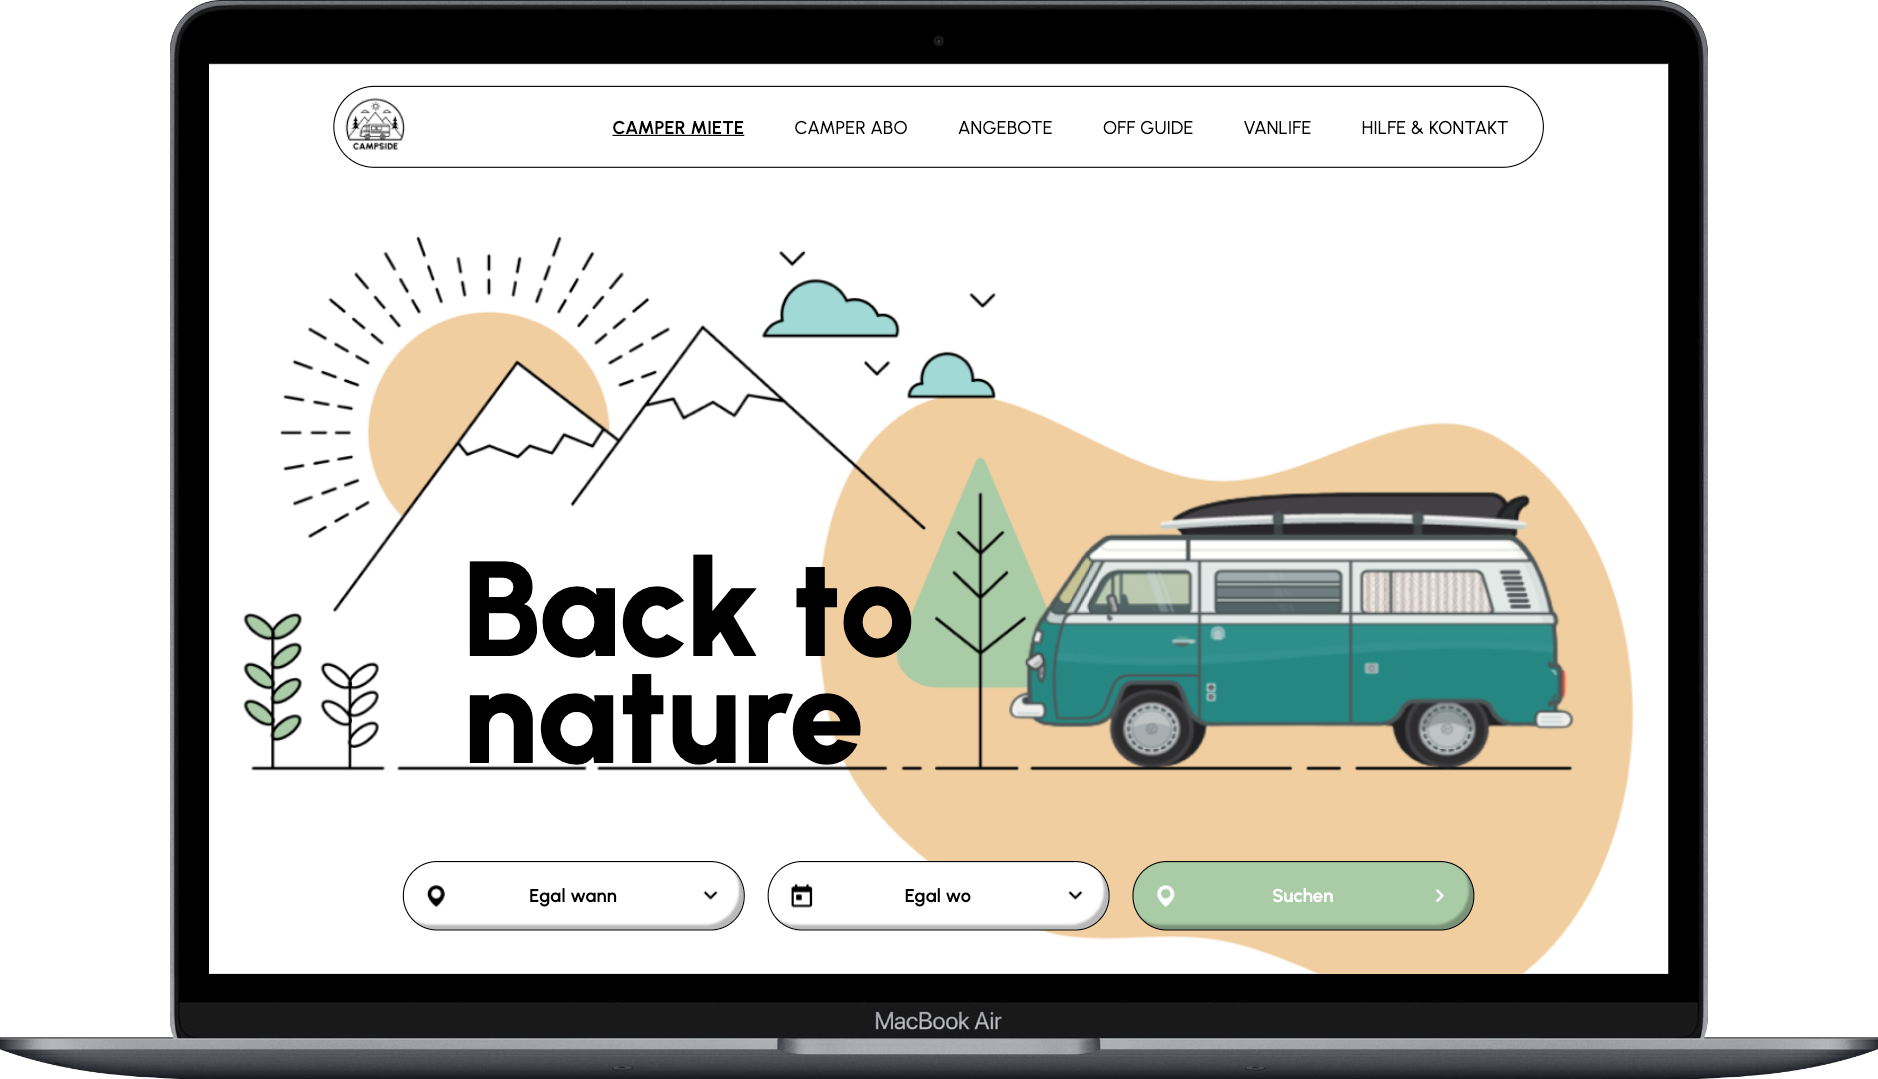 CAMPSIDE
CAMPER MIETE
CAMPER ABO
ANGEBOTE
OFF GUIDE
VANLIFE
HILFE & KONTAKT
Back to
nature
Egal wann
Egal wo
Suchen
MacBook Air